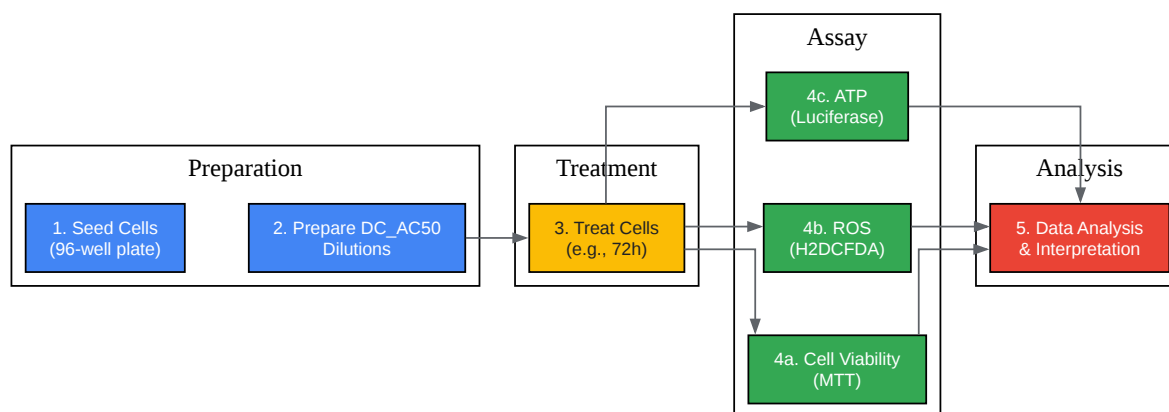 Preparation
1. Seed Cells
(96-well plate)
2. Prepare DC_AC50
Dilutions
Treatment
3. Treat Cells
(e.g., 72h)
Assay
4c. ATP
(Luciferase)
4b. ROS
(H2DCFDA)
4a. Cell Viability
(MTT)
Analysis
5. Data Analysis
& Interpretation